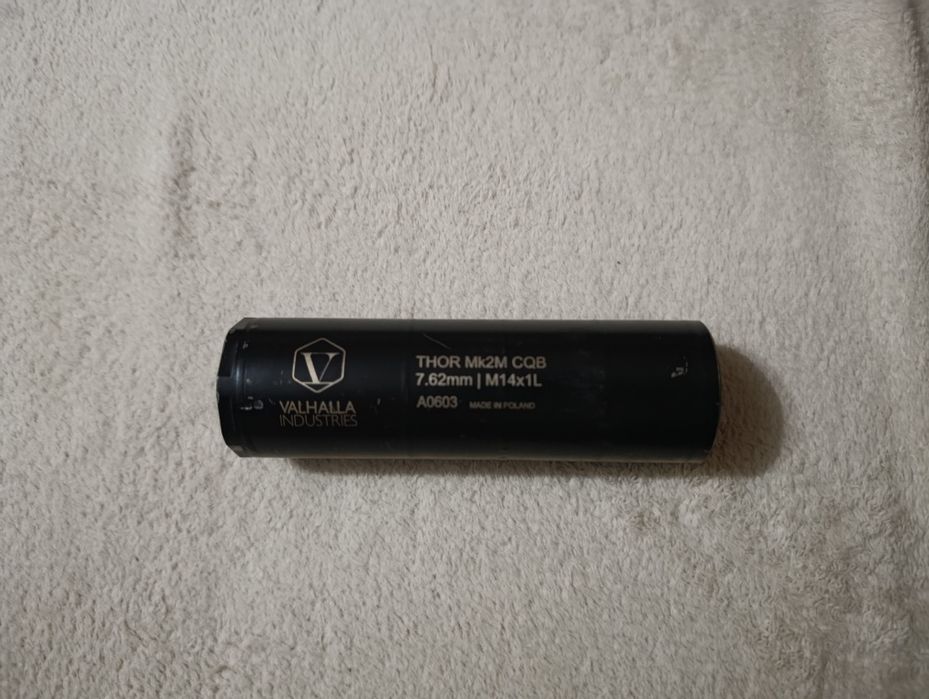 V
VALHALLA
INDUSTRIES
THOR Mk2M CQB
7.62mm | M14x1L
A0603 MADE IN POLAND